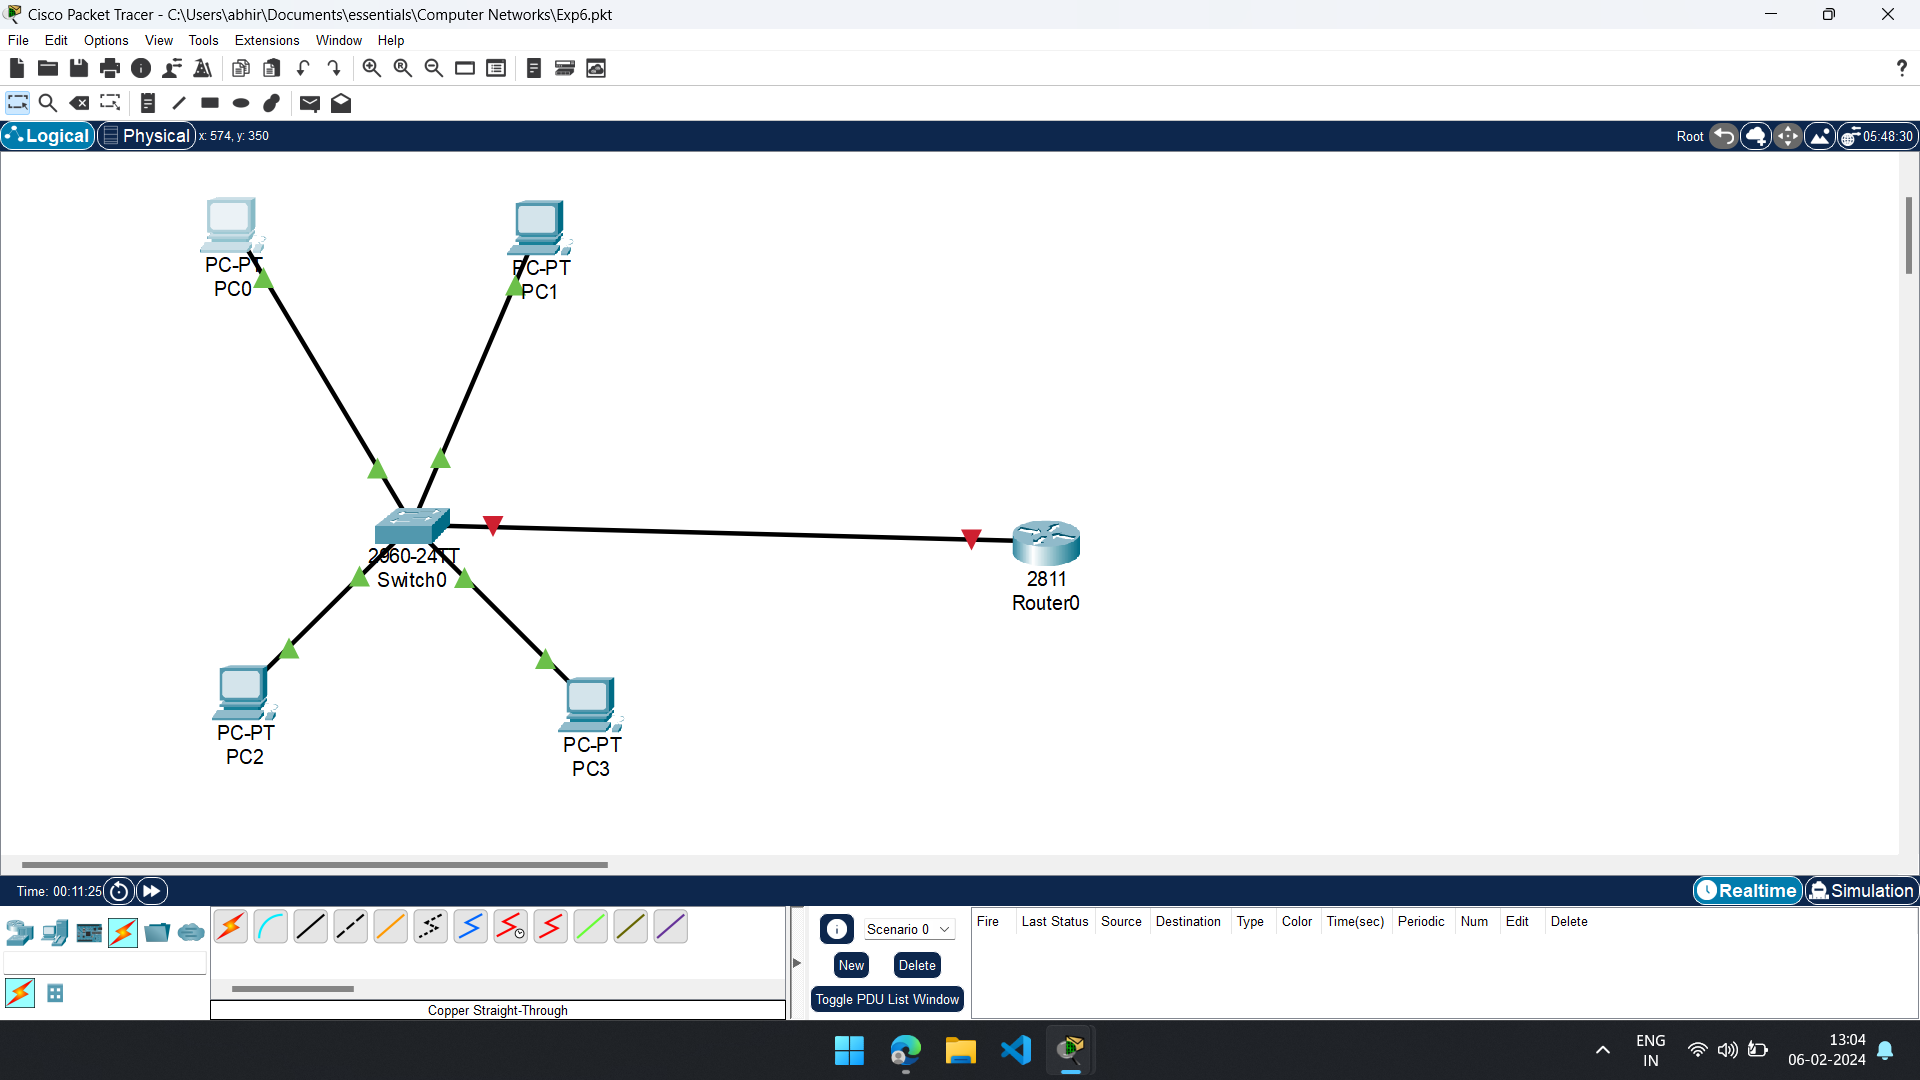 Cisco Packet Tracer - C:\Users\abhir\Documents\essentials\Computer Networks\Exp6.pkt
File Edit Options View Tools Extensions Window Help
?
Logical Physical x: 574, y: 350 Root 05:48:30
PC-PT
PC0
PC-PT
PC1
2960-24TT
Switch0
2811
Router0
PC-PT
PC2
PC-PT
PC3
Time: 00:11:25 Realtime Simulation
Scenario 0
New Delete
Toggle PDU List Window
Fire Last Status Source Destination Type Color Time(sec) Periodic Num Edit Delete
Copper Straight-Through
ENG
IN
13:04
06-02-2024